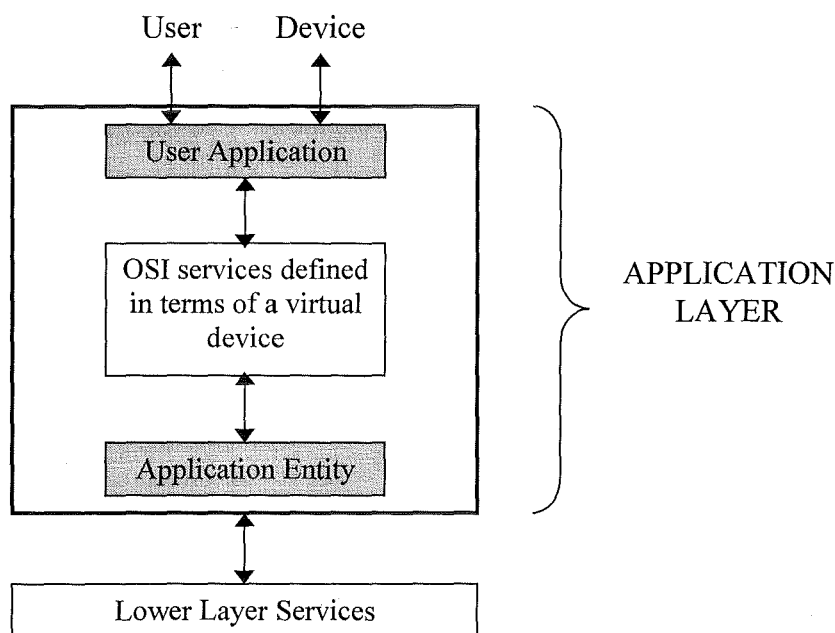 User Device
User Application
OSI services defined
in terms of a virtual
device
APPLICATION
LAYER
Application Entity
Lower Layer Services